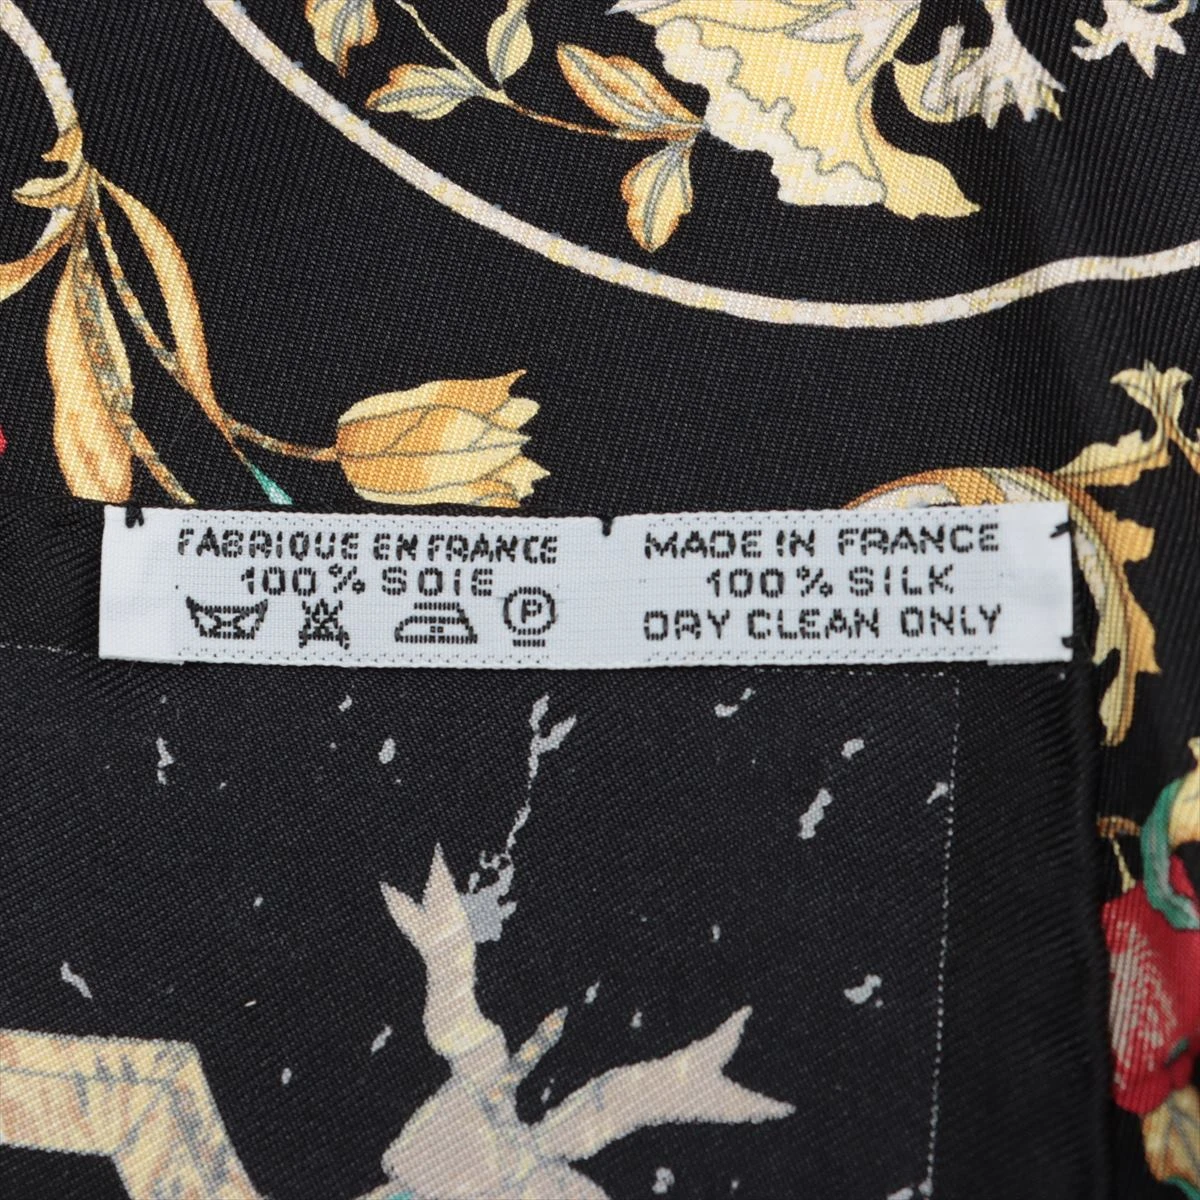 FABRIQUE EN FRANCE
100% SOIE
P
MADE IN FRANCE
100% SILK
DRY CLEAN ONLY